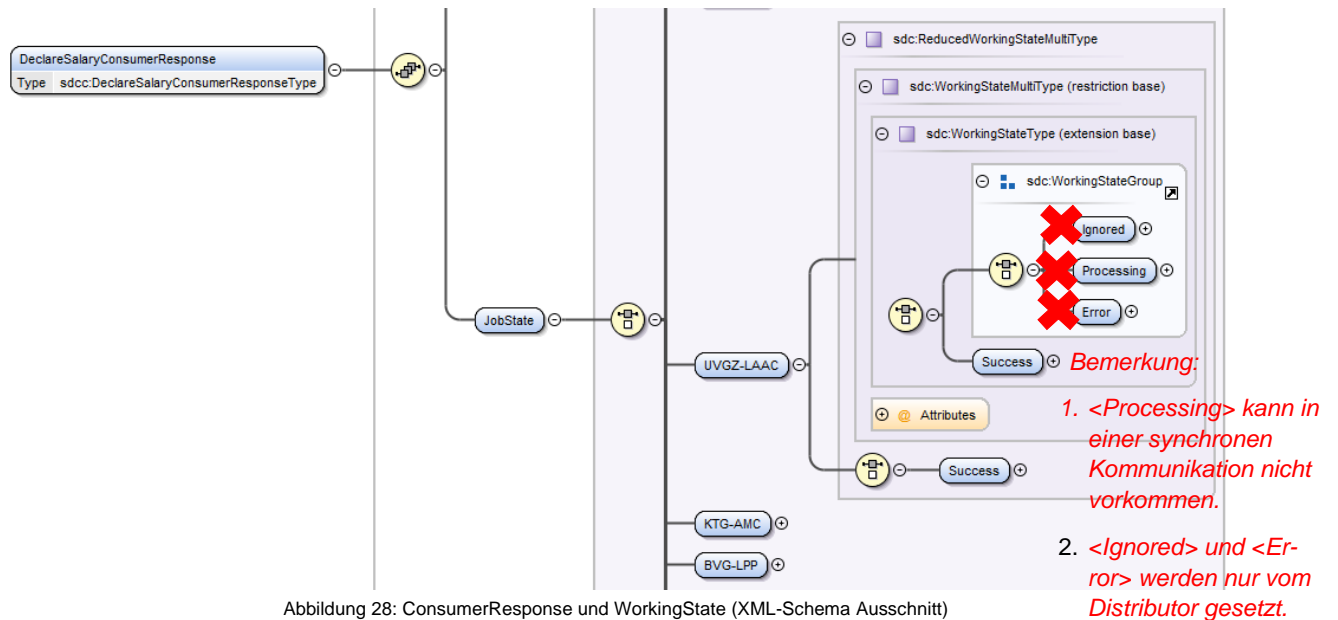 sdc:ReducedWorkingStateMultiType
DeclareSalaryConsumerResponse
Type sdcc:DeclareSalaryConsumerResponseType
sdc:WorkingStateMultiType (restriction base)
sdc:WorkingStateType (extension base)
sdc:WorkingStateGroup
Ignored
Processing
Error
JobState
UVGZ-LAAC
Success
@ Attributes
Success
KTG-AMC
BVG-LPP
Bemerkung:
1. <Processing> kann in
einer synchronen
Kommunikation nicht
vorkommen.
2. <Ignored> und <Er-
ror> werden nur vom
Distributor gesetzt.
Abbildung 28: ConsumerResponse und WorkingState (XML-Schema Ausschnitt)